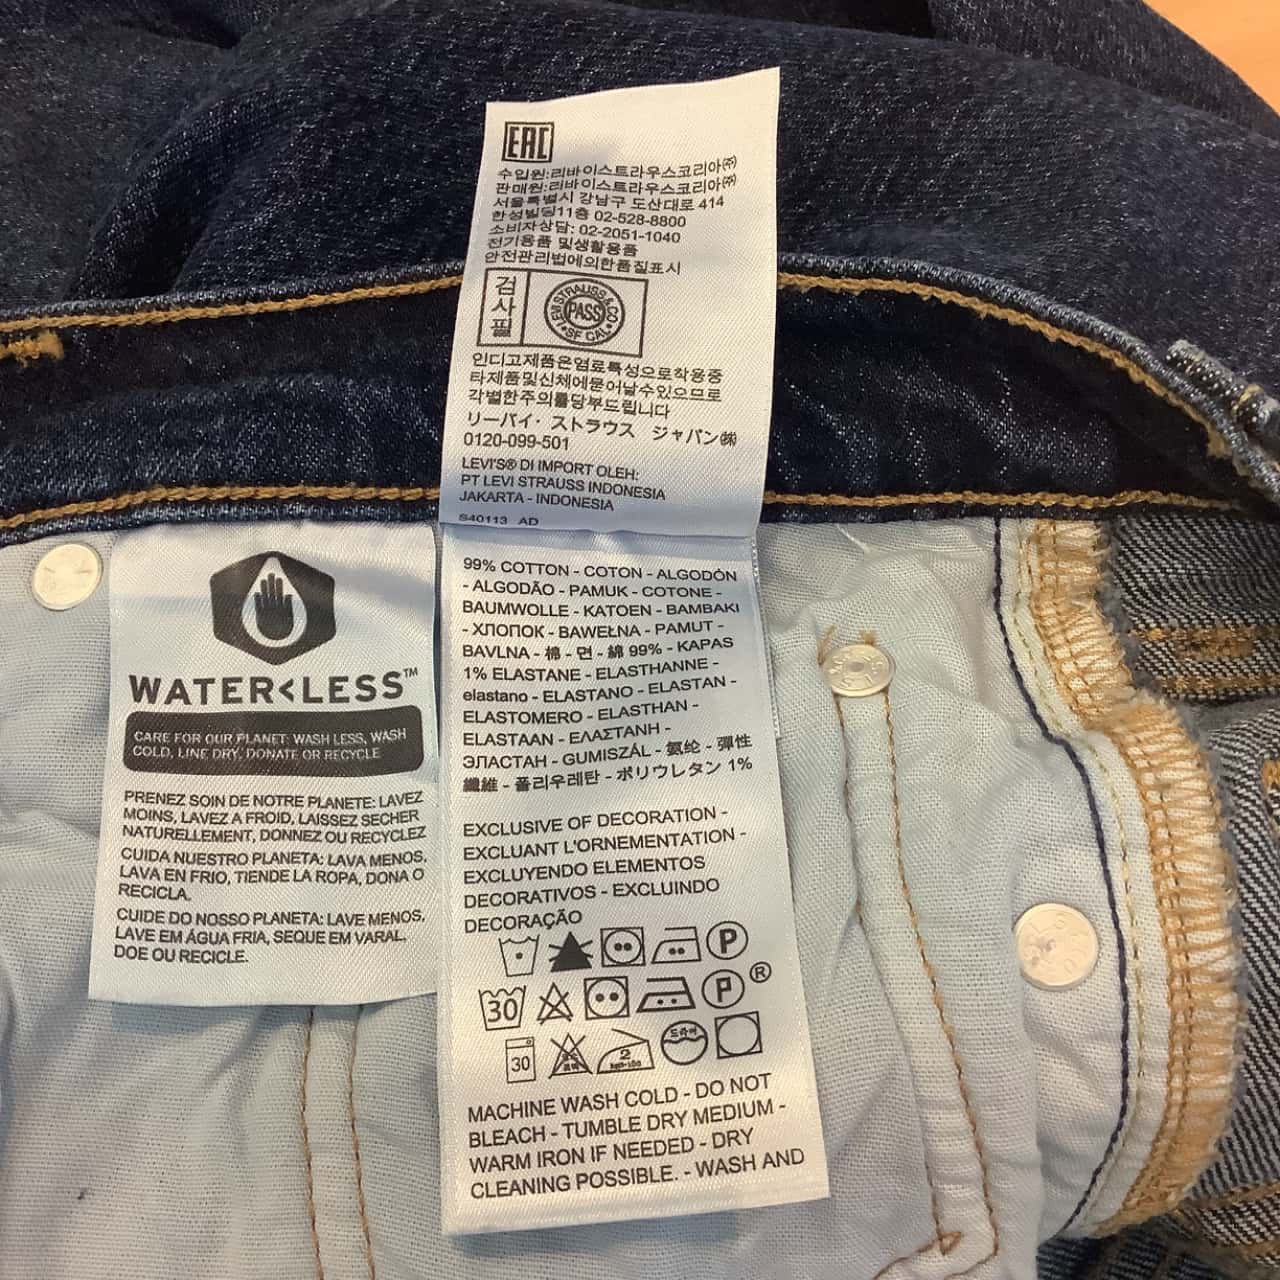 EAC
수입원:리바이스트라우스코리아㈜
판매원:리바이스트라우스코리아㈜
서울특별시 강남구 도산대로 414
한성빌딩11층 02-528-8800
소비자상담: 02-2051-1040
전기용품 및생활용품
안전관리법에의한품질표시
검사필
LEVI STRAUSS & CO
PASS
SF CAL
인디고제품은염료특성으로착용중
타제품및신체에묻어날수있으므로
각별한주의를당부드립니다
リーバイ・ストラウス ジャパン㈱
0120-099-501
LEVI'S® DI IMPORT OLEH:
PT LEVI STRAUSS INDONESIA
JAKARTA - INDONESIA
S40113 AD
WATER<LESS™
CARE FOR OUR PLANET: WASH LESS, WASH
COLD, LINE DRY, DONATE OR RECYCLE
PRENEZ SOIN DE NOTRE PLANETE: LAVEZ
MOINS, LAVEZ A FROID, LAISSEZ SECHER
NATURELLEMENT, DONNEZ OU RECYCLEZ
CUIDA NUESTRO PLANETA: LAVA MENOS,
LAVA EN FRIO, TIENDE LA ROPA, DONA O
RECICLA.
CUIDE DO NOSSO PLANETA: LAVE MENOS,
LAVE EM ÁGUA FRIA, SEQUE EM VARAL,
DOE OU RECICLE.
99% COTTON - COTON - ALGODÓN
- ALGODÃO - PAMUK - COTONE -
BAUMWOLLE - KATOEN - BAMBAKI
- ХЛОПОК - BAWEŁNA - PAMUT -
BAVLNA - 棉 - 면 - 綿 99% - KAPAS
1% ELASTANE - ELASTHANNE -
elastano - ELASTANO - ELASTAN -
ELASTOMERO - ELASTHAN -
ELASTAAN - ΕΛΑΣΤΑΝΗ -
ЭЛАСТАН - GUMISZÁL - 氨纶 - 彈性
纖維 - 폴리우레탄 - ポリウレタン 1%
EXCLUSIVE OF DECORATION -
EXCLUANT L'ORNEMENTATION -
EXCLUYENDO ELEMENTOS
DECORATIVOS - EXCLUINDO
DECORAÇÃO
P
30 P ®
30 2 드라이
MACHINE WASH COLD - DO NOT
BLEACH - TUMBLE DRY MEDIUM -
WARM IRON IF NEEDED - DRY
CLEANING POSSIBLE. - WASH AND